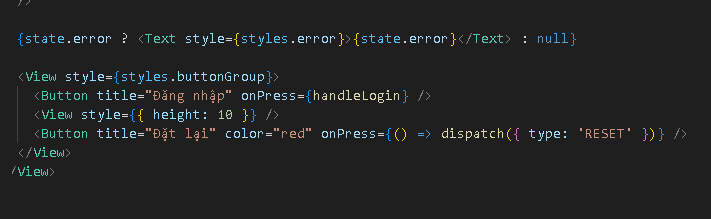 />
{state.error ? <Text style={styles.error}>{state.error}</Text> : null}
<View style={styles.buttonGroup}>
<Button title="Đăng nhập" onPress={handleLogin} />
<View style={{ height: 10 }} />
<Button title="Đặt lại" color="red" onPress={() => dispatch({ type: 'RESET' })} />
</View>
/View>